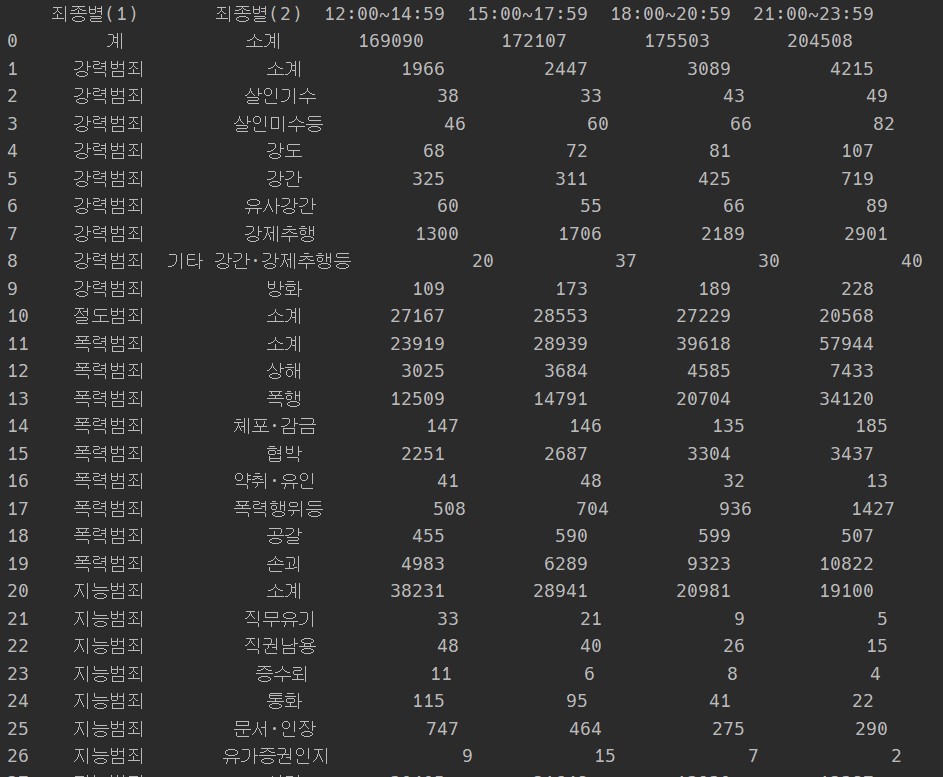 죄종별(1) 죄종별(2) 12:00~14:59 15:00~17:59 18:00~20:59 21:00~23:59
0 계 소계 169090 172107 175503 204508
1 강력범죄 소계 1966 2447 3089 4215
2 강력범죄 살인기수 38 33 43 49
3 강력범죄 살인미수등 46 60 66 82
4 강력범죄 강도 68 72 81 107
5 강력범죄 강간 325 311 425 719
6 강력범죄 유사강간 60 55 66 89
7 강력범죄 강제추행 1300 1706 2189 2901
8 강력범죄 기타 강간·강제추행등 20 37 30 40
9 강력범죄 방화 109 173 189 228
10 절도범죄 소계 27167 28553 27229 20568
11 폭력범죄 소계 23919 28939 39618 57944
12 폭력범죄 상해 3025 3684 4585 7433
13 폭력범죄 폭행 12509 14791 20704 34120
14 폭력범죄 체포·감금 147 146 135 185
15 폭력범죄 협박 2251 2687 3304 3437
16 폭력범죄 약취·유인 41 48 32 13
17 폭력범죄 폭력행위등 508 704 936 1427
18 폭력범죄 공갈 455 590 599 507
19 폭력범죄 손괴 4983 6289 9323 10822
20 지능범죄 소계 38231 28941 20981 19100
21 지능범죄 직무유기 33 21 9 5
22 지능범죄 직권남용 48 40 26 15
23 지능범죄 증수뢰 11 6 8 4
24 지능범죄 통화 115 95 41 22
25 지능범죄 문서·인장 747 464 275 290
26 지능범죄 유가증권인지 9 15 7 2